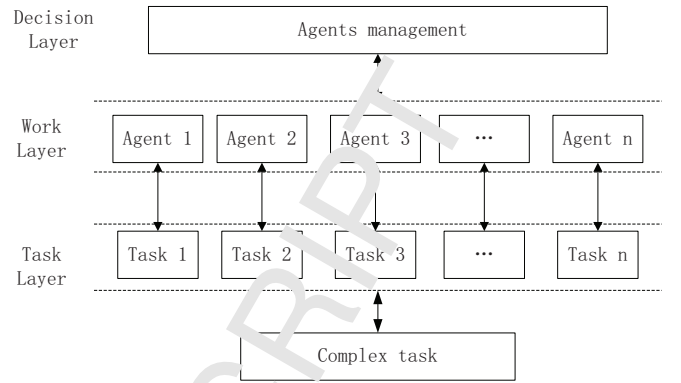 Decision
Layer
Agents management
Work
Layer
Agent 1 Agent 2 Agent 3 ... Agent n
Task
Layer
Task 1 Task 2 Task 3 ... Task n
Complex task
RIPT